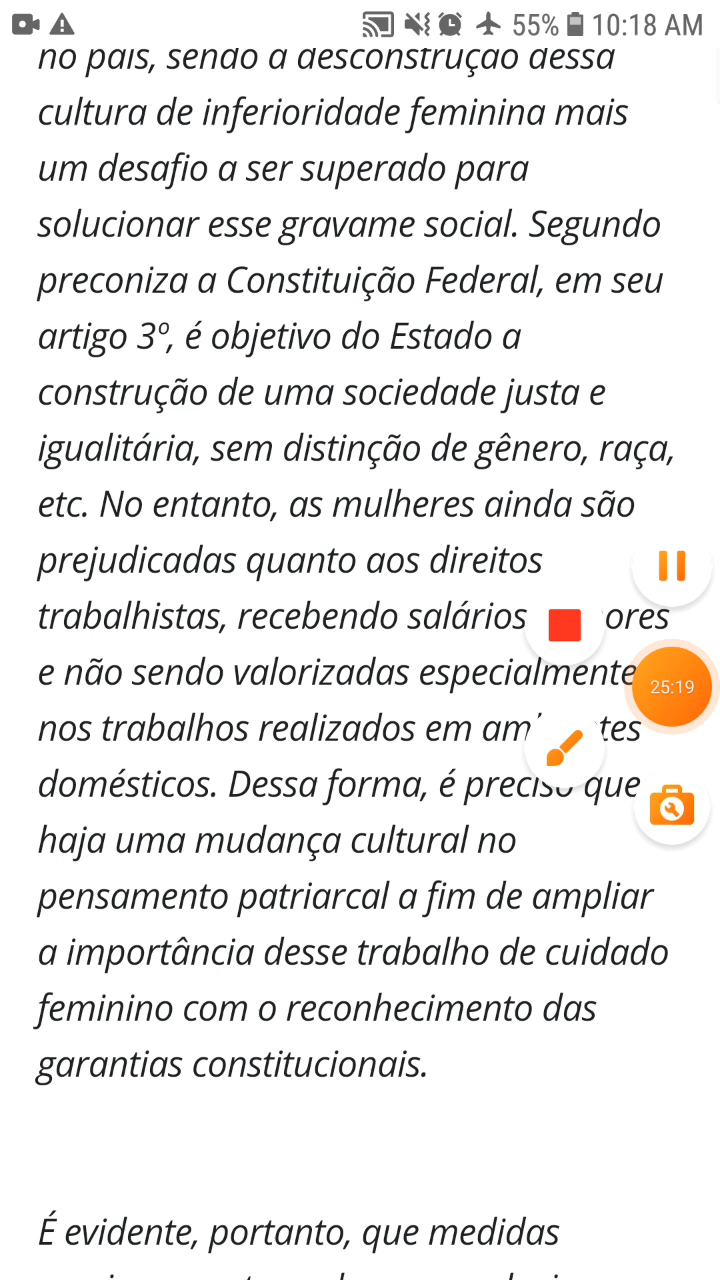 55% 10:18 AM
no país, sendo a desconstrução dessa
cultura de inferioridade feminina mais
um desafio a ser superado para
solucionar esse gravame social. Segundo
preconiza a Constituição Federal, em seu
artigo 3º, é objetivo do Estado a
construção de uma sociedade justa e
igualitária, sem distinção de gênero, raça,
etc. No entanto, as mulheres ainda são
prejudicadas quanto aos direitos
trabalhistas, recebendo salários
e não sendo valorizadas especialmente
25:19
nos trabalhos realizados em
domésticos. Dessa forma, é preciso que
haja uma mudança cultural no
pensamento patriarcal a fim de ampliar
a importância desse trabalho de cuidado
feminino com o reconhecimento das
garantias constitucionais.
É evidente, portanto, que medidas